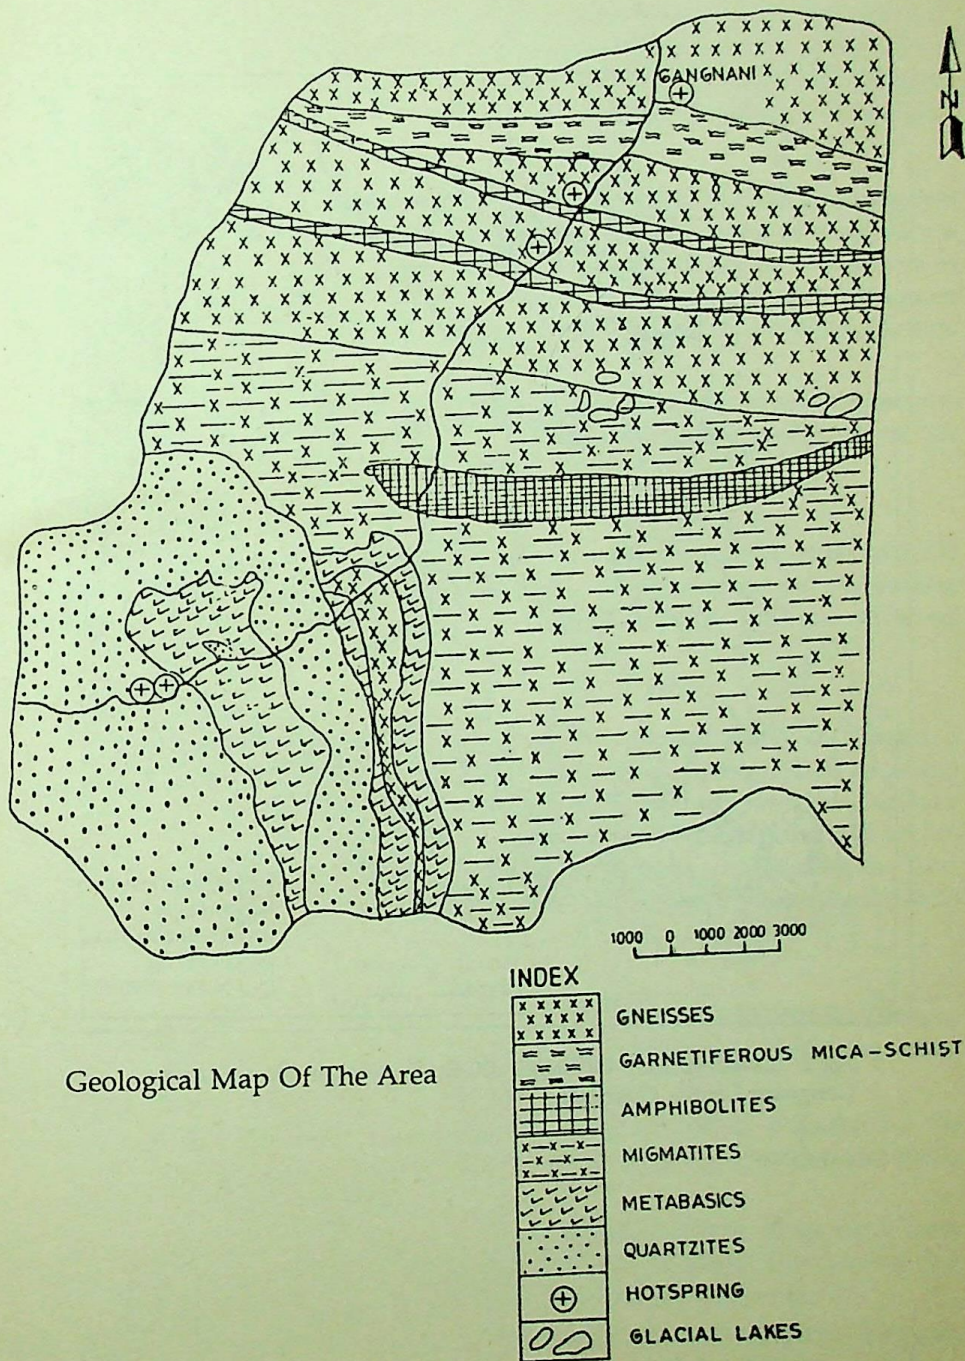 GANGNANI
N
1000 0 1000 2000 3000
INDEX
GNEISSES
GARNETIFEROUS MICA-SCHIST
AMPHIBOLITES
MIGMATITES
METABASICS
QUARTZITES
HOTSPRING
GLACIAL LAKES
Geological Map Of The Area